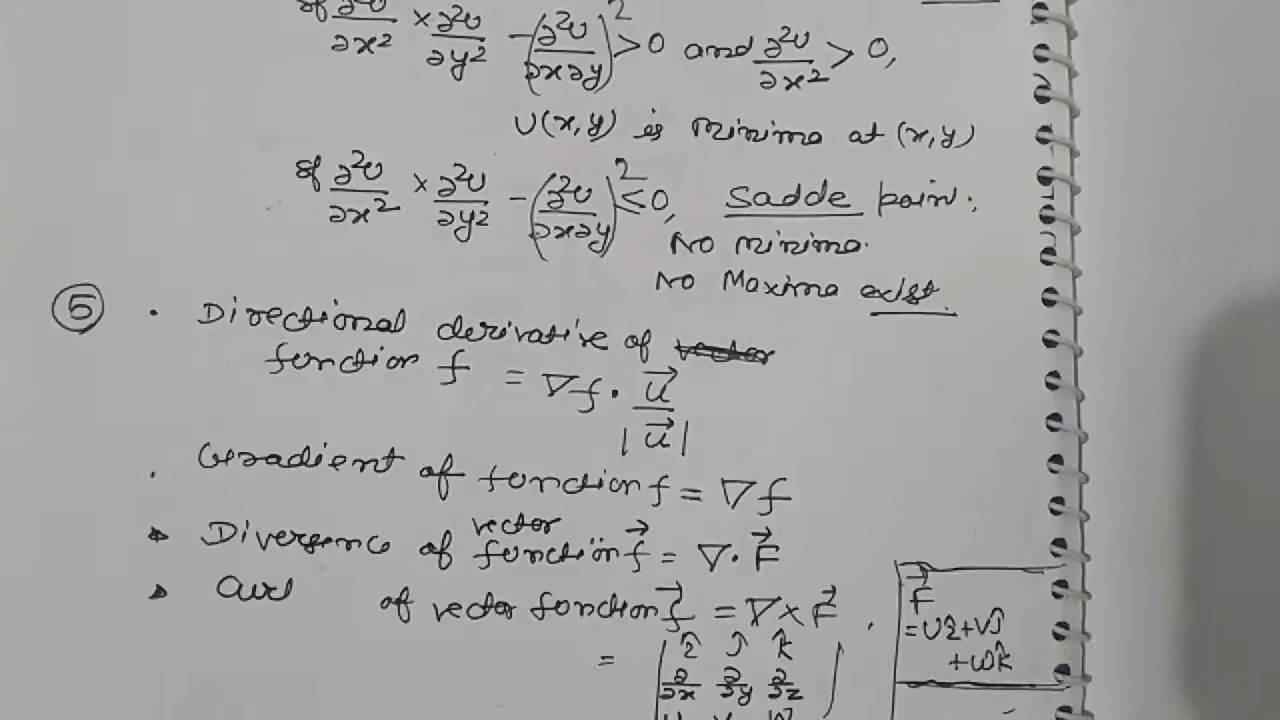 If ∂²U/∂x² × ∂²U/∂y² - (∂²U/∂x∂y)² > 0 and ∂²U/∂x² > 0,
U(x,y) is minima at (x,y)
If ∂²U/∂x² × ∂²U/∂y² - (∂²U/∂x∂y)² ≤ 0, Sadde poin.;
No minima.
No Maxima exist.
⑤ . Directional derivative of
function f = ∇f · u⃗/|u⃗|
. Gradient of function f = ∇f
Divergence of vector function f⃗ = ∇ · F⃗
Curl of vector function f⃗ = ∇ × F⃗ .
= | î ĵ k̂
∂/∂x ∂/∂y ∂/∂z
U V W |
F⃗
= Uî + Vĵ
+ Wk̂